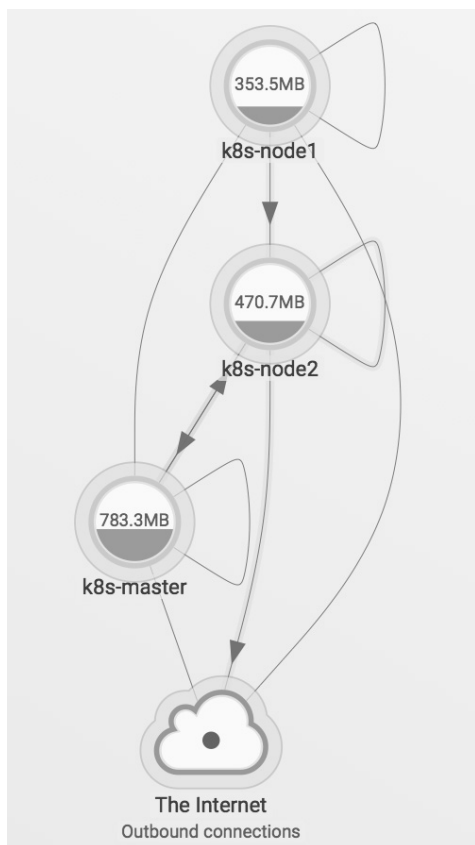 353.5MB
k8s-node1
470.7MB
k8s-node2
783.3MB
k8s-master
The Internet
Outbound connections